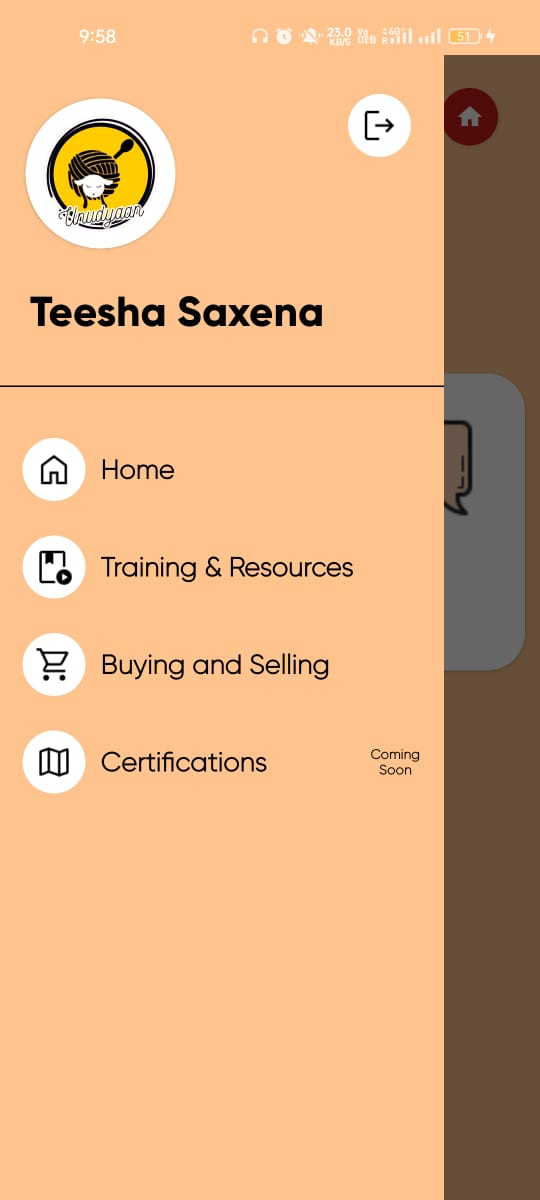 9:58
23.0
KB/S
Vo
LTE
4G
R
51
Unudyaan
Teesha Saxena
Home
Training & Resources
Buying and Selling
Certifications
Coming
Soon